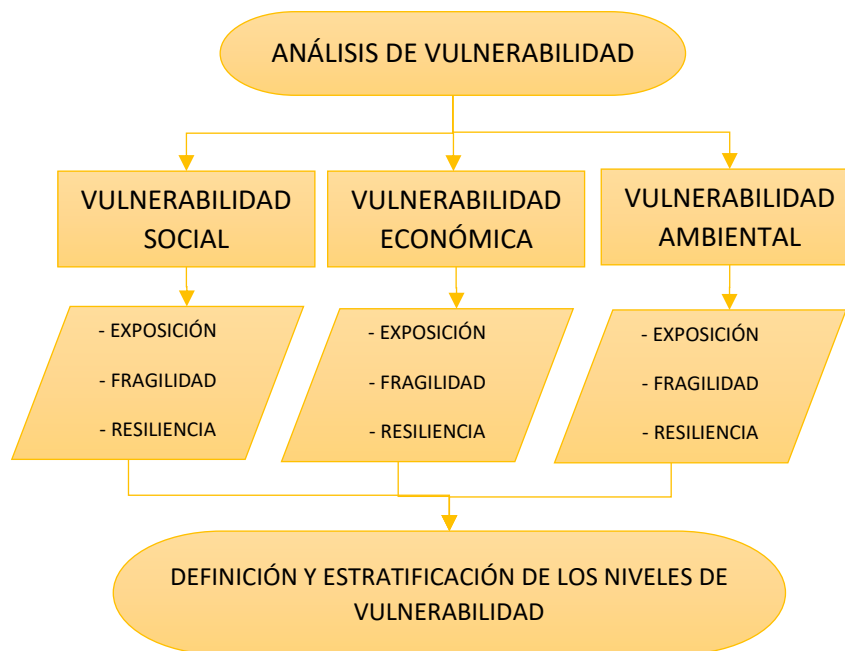 ANÁLISIS DE VULNERABILIDAD
VULNERABILIDAD
SOCIAL
VULNERABILIDAD
ECONÓMICA
VULNERABILIDAD
AMBIENTAL
- EXPOSICIÓN
- FRAGILIDAD
- RESILIENCIA
- EXPOSICIÓN
- FRAGILIDAD
- RESILIENCIA
- EXPOSICIÓN
- FRAGILIDAD
- RESILIENCIA
DEFINICIÓN Y ESTRATIFICACIÓN DE LOS NIVELES DE
VULNERABILIDAD